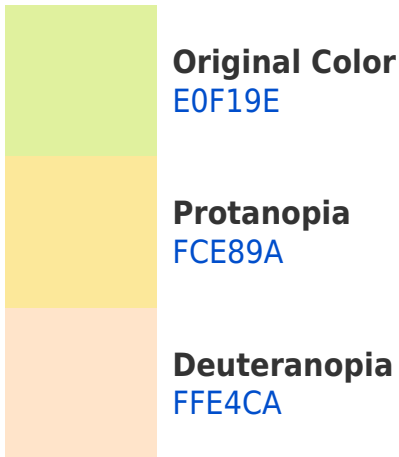 Original Color
E0F19E
Protanopia
FCE89A
Deuteranopia
FFE4CA